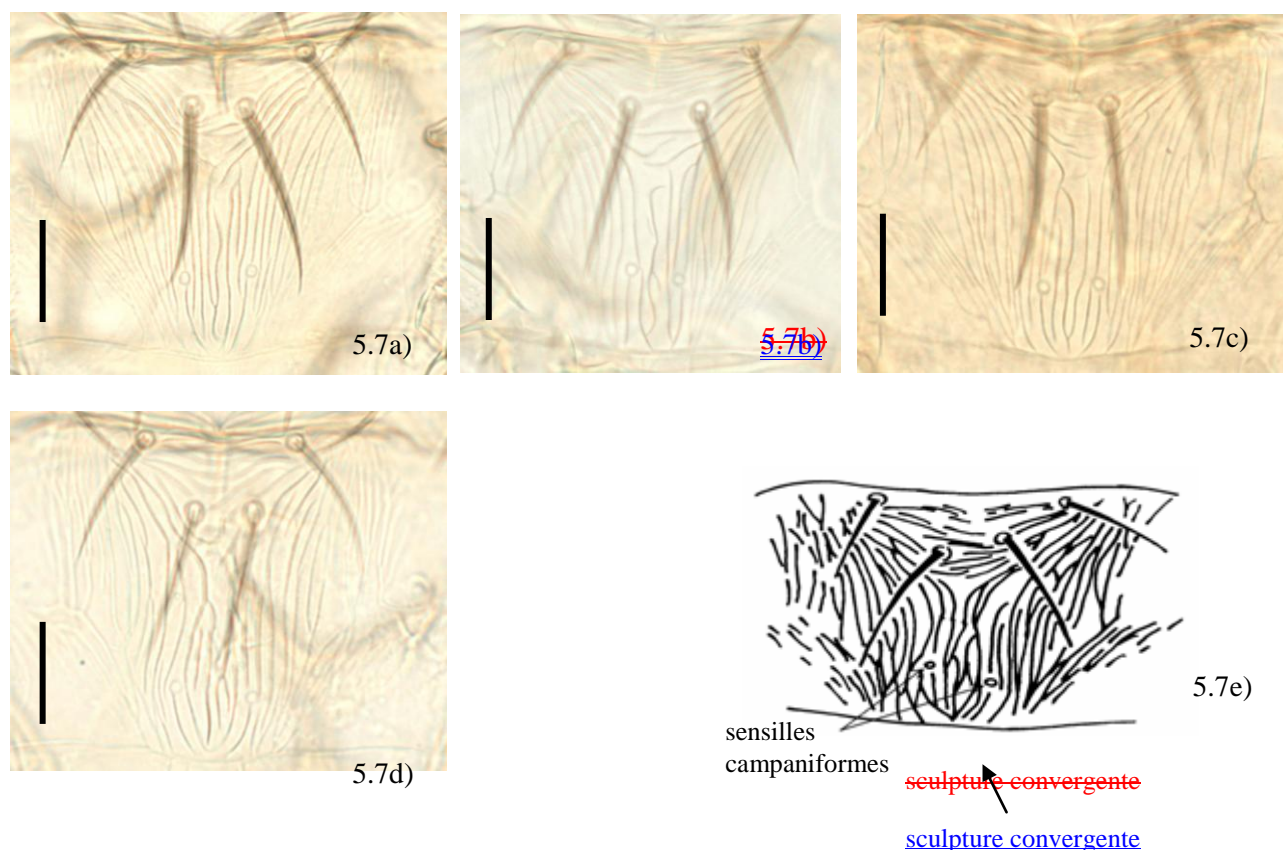 5.7a)
5.7b)
5.7b)
5.7c)
5.7d)
5.7e)
sensilles
campaniformes
sculpture convergente
sculpture convergente